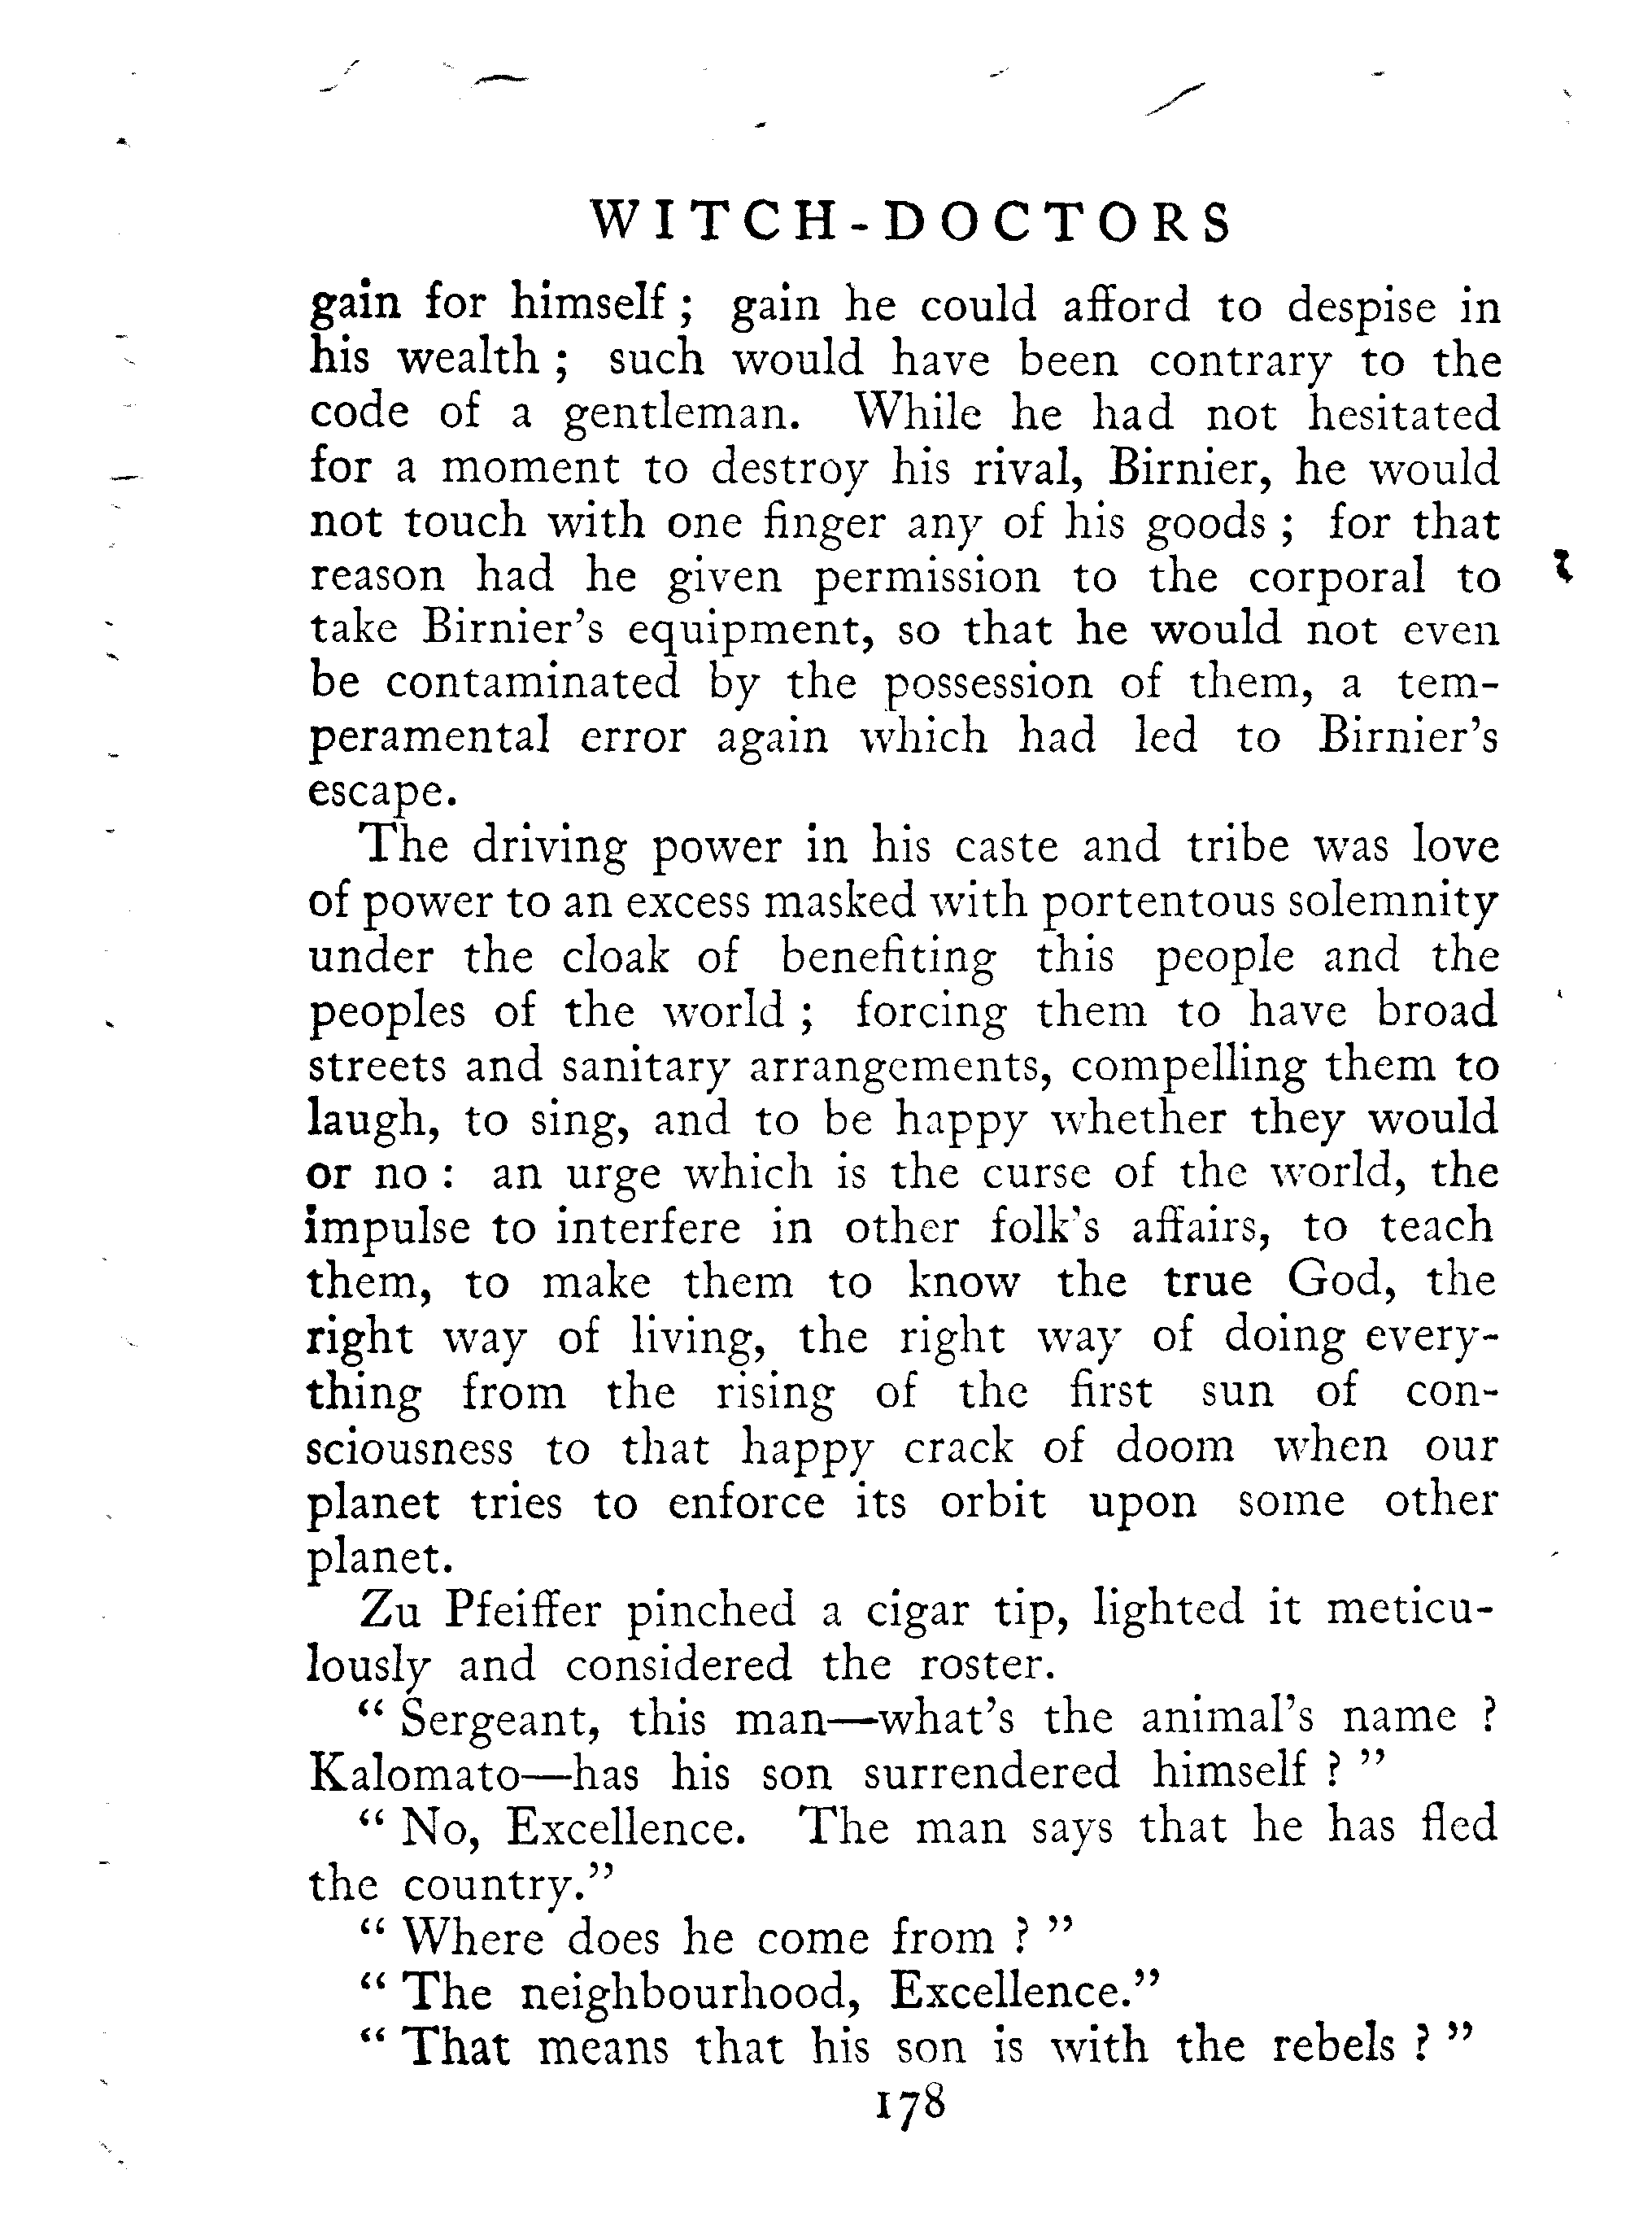 WITCH-DOCTORS
gain for himself ; gain he could afford to despise in
his wealth ; such would have been contrary to the
code of a gentleman. While he had not hesitated
for a moment to destroy his rival, Birnier, he would
not touch with one finger any of his goods ; for that
reason had he given permission to the corporal to
take Birnier’s equipment, so that he would not even
be contaminated by the possession of them, a tem-
peramental error again which had led to Birnier’s
escape.
The driving power in his caste and tribe was love
of power to an excess masked with portentous solemnity
under the cloak of benefiting this people and the
peoples of the world ; forcing them to have broad
streets and sanitary arrangements, compelling them to
laugh, to sing, and to be happy whether they would
or no : an urge which is the curse of the world, the
impulse to interfere in other folk’s affairs, to teach
them, to make them to know the true God, the
right way of living, the right way of doing every-
thing from the rising of the first sun of con-
sciousness to that happy crack of doom when our
planet tries to enforce its orbit upon some other
planet.
Zu Pfeiffer pinched a cigar tip, lighted it meticu-
lously and considered the roster.
“ Sergeant, this man—what’s the animal’s name ?
Kalomato—has his son surrendered himself ? ”
“ No, Excellence. The man says that he has fled
the country.”
“ Where does he come from ? ”
“ The neighbourhood, Excellence.”
“ That means that his son is with the rebels ? ”
178